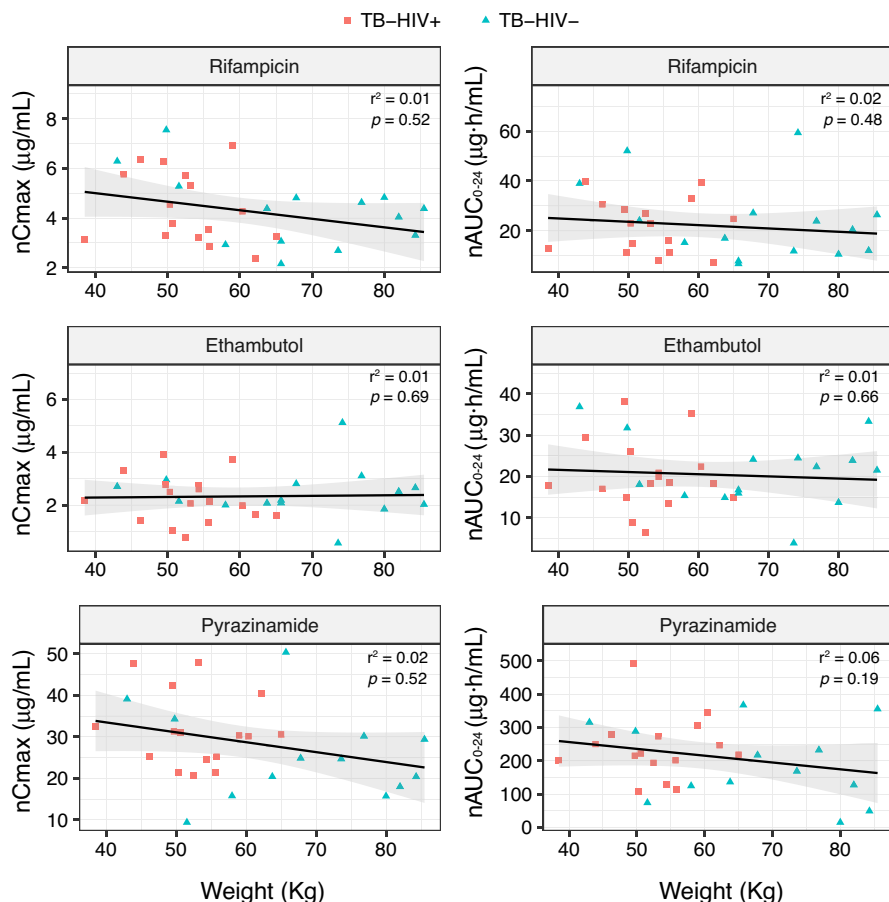 TB–HIV+ TB–HIV–
Rifampicin
r² = 0.01
p = 0.52
nCmax (µg/mL)
8
6
4
2
40 50 60 70 80
Rifampicin
r² = 0.02
p = 0.48
nAUC₀₋₂₄ (µg·h/mL)
60
40
20
40 50 60 70 80
Ethambutol
r² = 0.01
p = 0.69
nCmax (µg/mL)
6
4
2
40 50 60 70 80
Ethambutol
r² = 0.01
p = 0.66
nAUC₀₋₂₄ (µg·h/mL)
40
30
20
10
40 50 60 70 80
Pyrazinamide
r² = 0.02
p = 0.52
nCmax (µg/mL)
50
40
30
20
10
40 50 60 70 80
Weight (Kg)
Pyrazinamide
r² = 0.06
p = 0.19
nAUC₀₋₂₄ (µg·h/mL)
500
400
300
200
100
0
40 50 60 70 80
Weight (Kg)